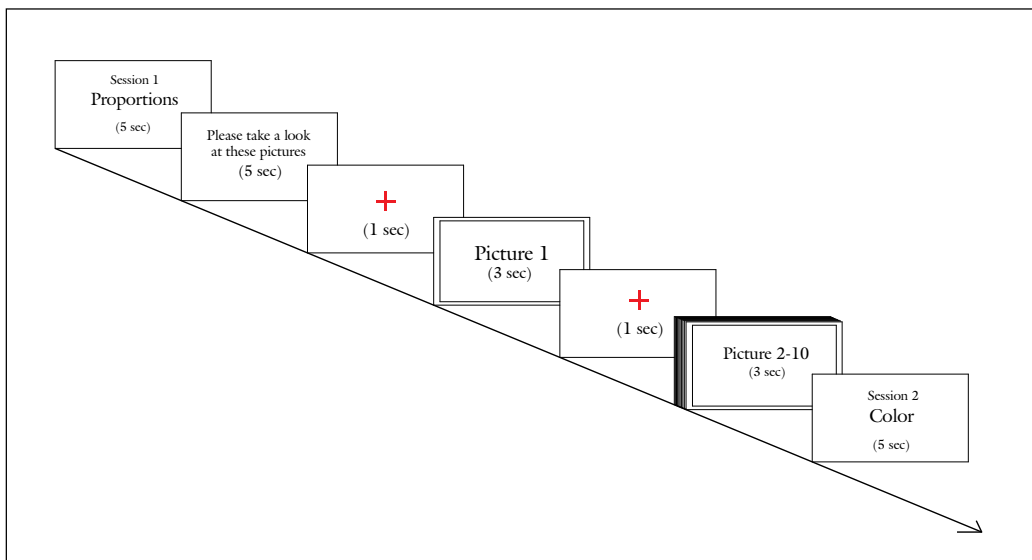 Session 1
Proportions
(5 sec)
Please take a look
at these pictures
(5 sec)
(1 sec)
Picture 1
(3 sec)
(1 sec)
Picture 2-10
(3 sec)
Session 2
Color
(5 sec)